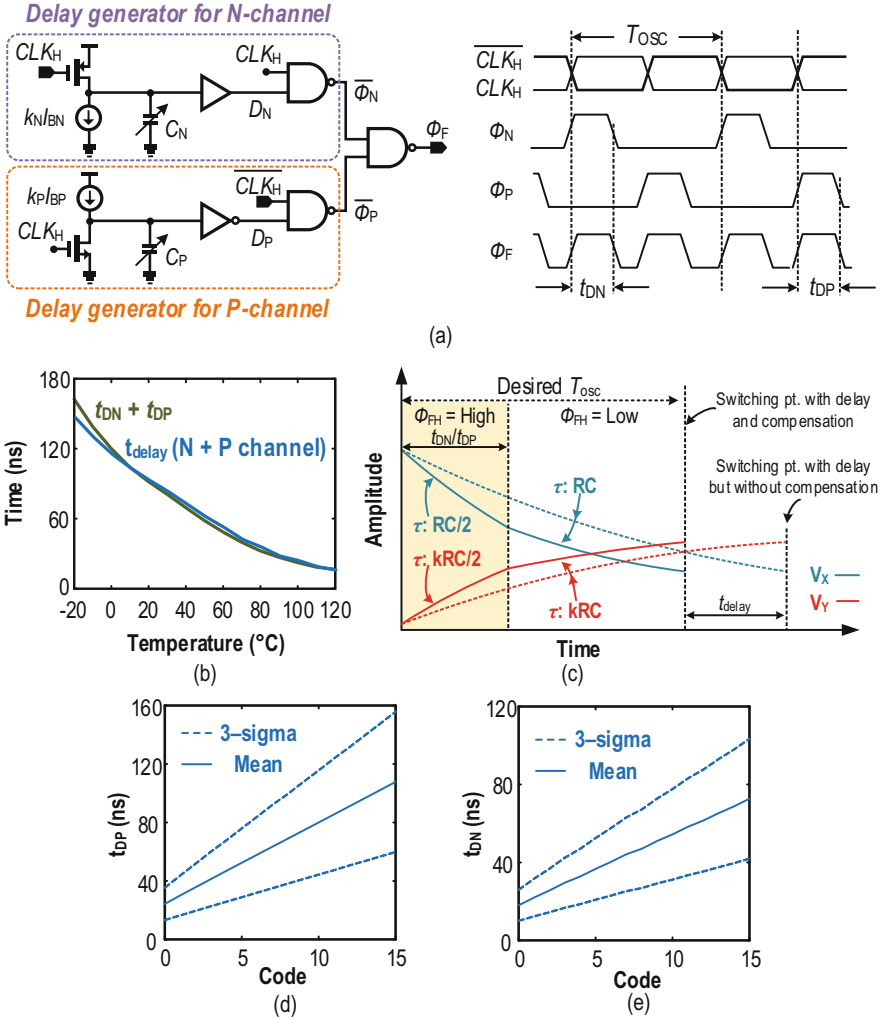 Delay generator for N-channel
CLKH
kNIBN
CN
DN
CLKH
ΦN
ΦF
kPIBP
CLKH
CP
DP
CLKH
ΦP
Delay generator for P-channel
TOSC
CLKH
CLKH
ΦN
ΦP
ΦF
tDN
tDP
(a)
Time (ns)
180
120
60
0
tDN + tDP
tdelay (N + P channel)
-20 0 20 40 60 80 100 120
Temperature (°C)
(b)
Amplitude
Desired Tosc
ΦFH = High
ΦFH = Low
tDN/tDP
τ: RC
τ: RC/2
τ: kRC/2
τ: kRC
Switching pt. with delay
and compensation
Switching pt. with delay
but without compensation
VX
VY
tdelay
Time
(c)
tDP (ns)
160
120
80
40
0
3–sigma
Mean
0 5 10 15
Code
(d)
tDN (ns)
120
80
40
0
3–sigma
Mean
0 5 10 15
Code
(e)